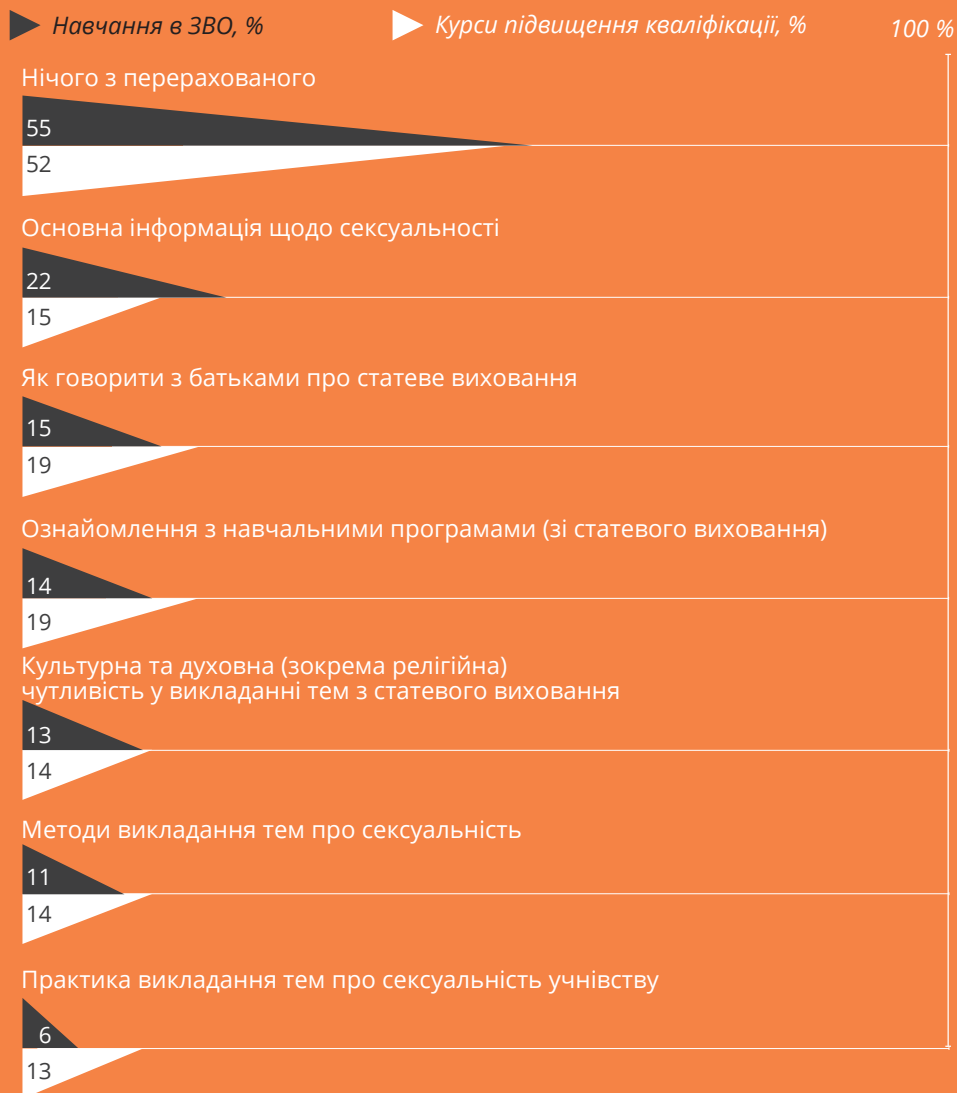 Навчання в ЗВО, %
Курси підвищення кваліфікації, %
100 %
Нічого з перерахованого
55
52
Основна інформація щодо сексуальності
22
15
Як говорити з батьками про статеве виховання
15
19
Ознайомлення з навчальними програмами (зі статевого виховання)
14
19
Культурна та духовна (зокрема релігійна)
чутливість у викладанні тем з статевого виховання
13
14
Методи викладання тем про сексуальність
11
14
Практика викладання тем про сексуальність учнівству
6
13